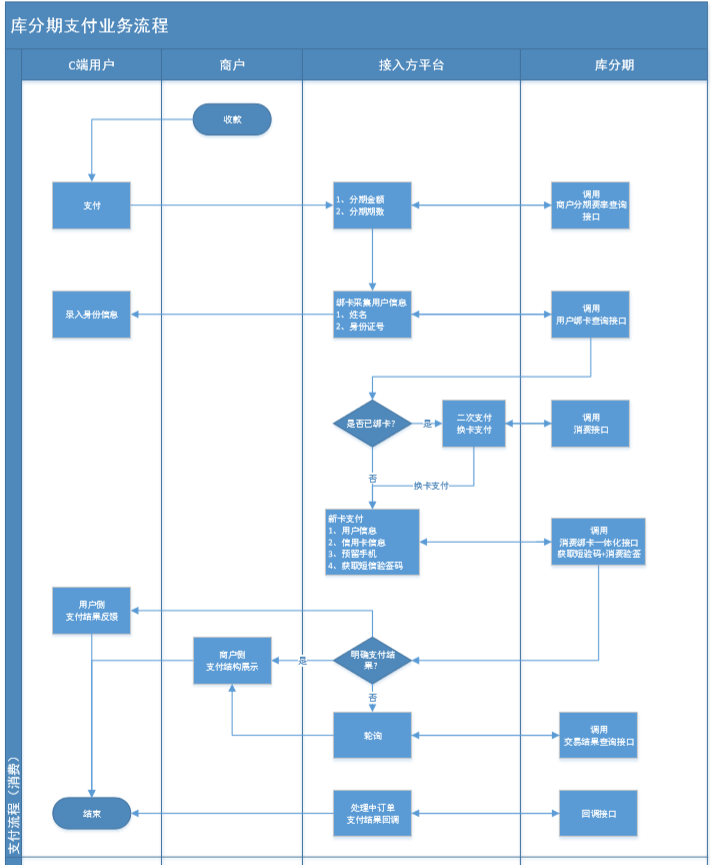 库分期支付业务流程
C端用户
商户
接入方平台
库分期
收款
支付
1、分期金额
2、分期期数
调用
商户分期费率查询
接口
录入身份信息
绑卡采集用户信息
1、姓名
2、身份证号
调用
用户绑卡查询接口
是否已绑卡?
是
二次支付
换卡支付
调用
消费接口
否
换卡支付
新卡支付
1、用户信息
2、信用卡信息
3、预留手机
4、获取短信验签码
调用
消费绑卡一体化接口
获取短验码+消费验签
用户侧
支付结果反馈
商户侧
支付结构展示
是
明确支付结
果?
否
轮询
调用
交易结果查询接口
结束
处理中订单
支付结果回调
回调接口
支付流程（消费）